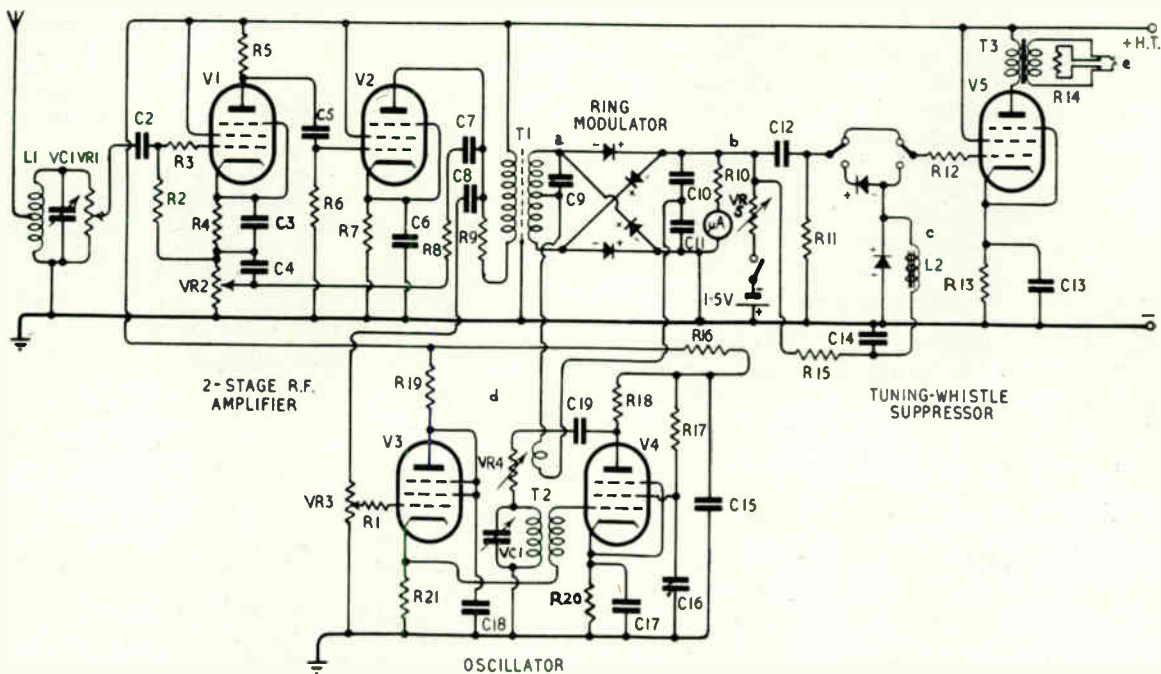 +H.T.
T3
e
R14
V5
R5
V1
V2
C5
C7
C8
T1
RING
MODULATOR
a
b
C12
C2
R3
L1 VC1 VR1
R2
R4
C3
C4
VR2
R6
R7
C6
R8
R9
C9
C10
C11
R10
µA
VR
5
1·5V
- +
R11
R12
c
L2
R13
C13
C14
R15
R16
2-STAGE R.F.
AMPLIFIER
TUNING-WHISTLE
SUPPRESSOR
R19
d
C19
R18
R17
V3
V4
VR4
T2
VR3
R1
VC1
C15
R21
C18
R20
C17
C16
OSCILLATOR